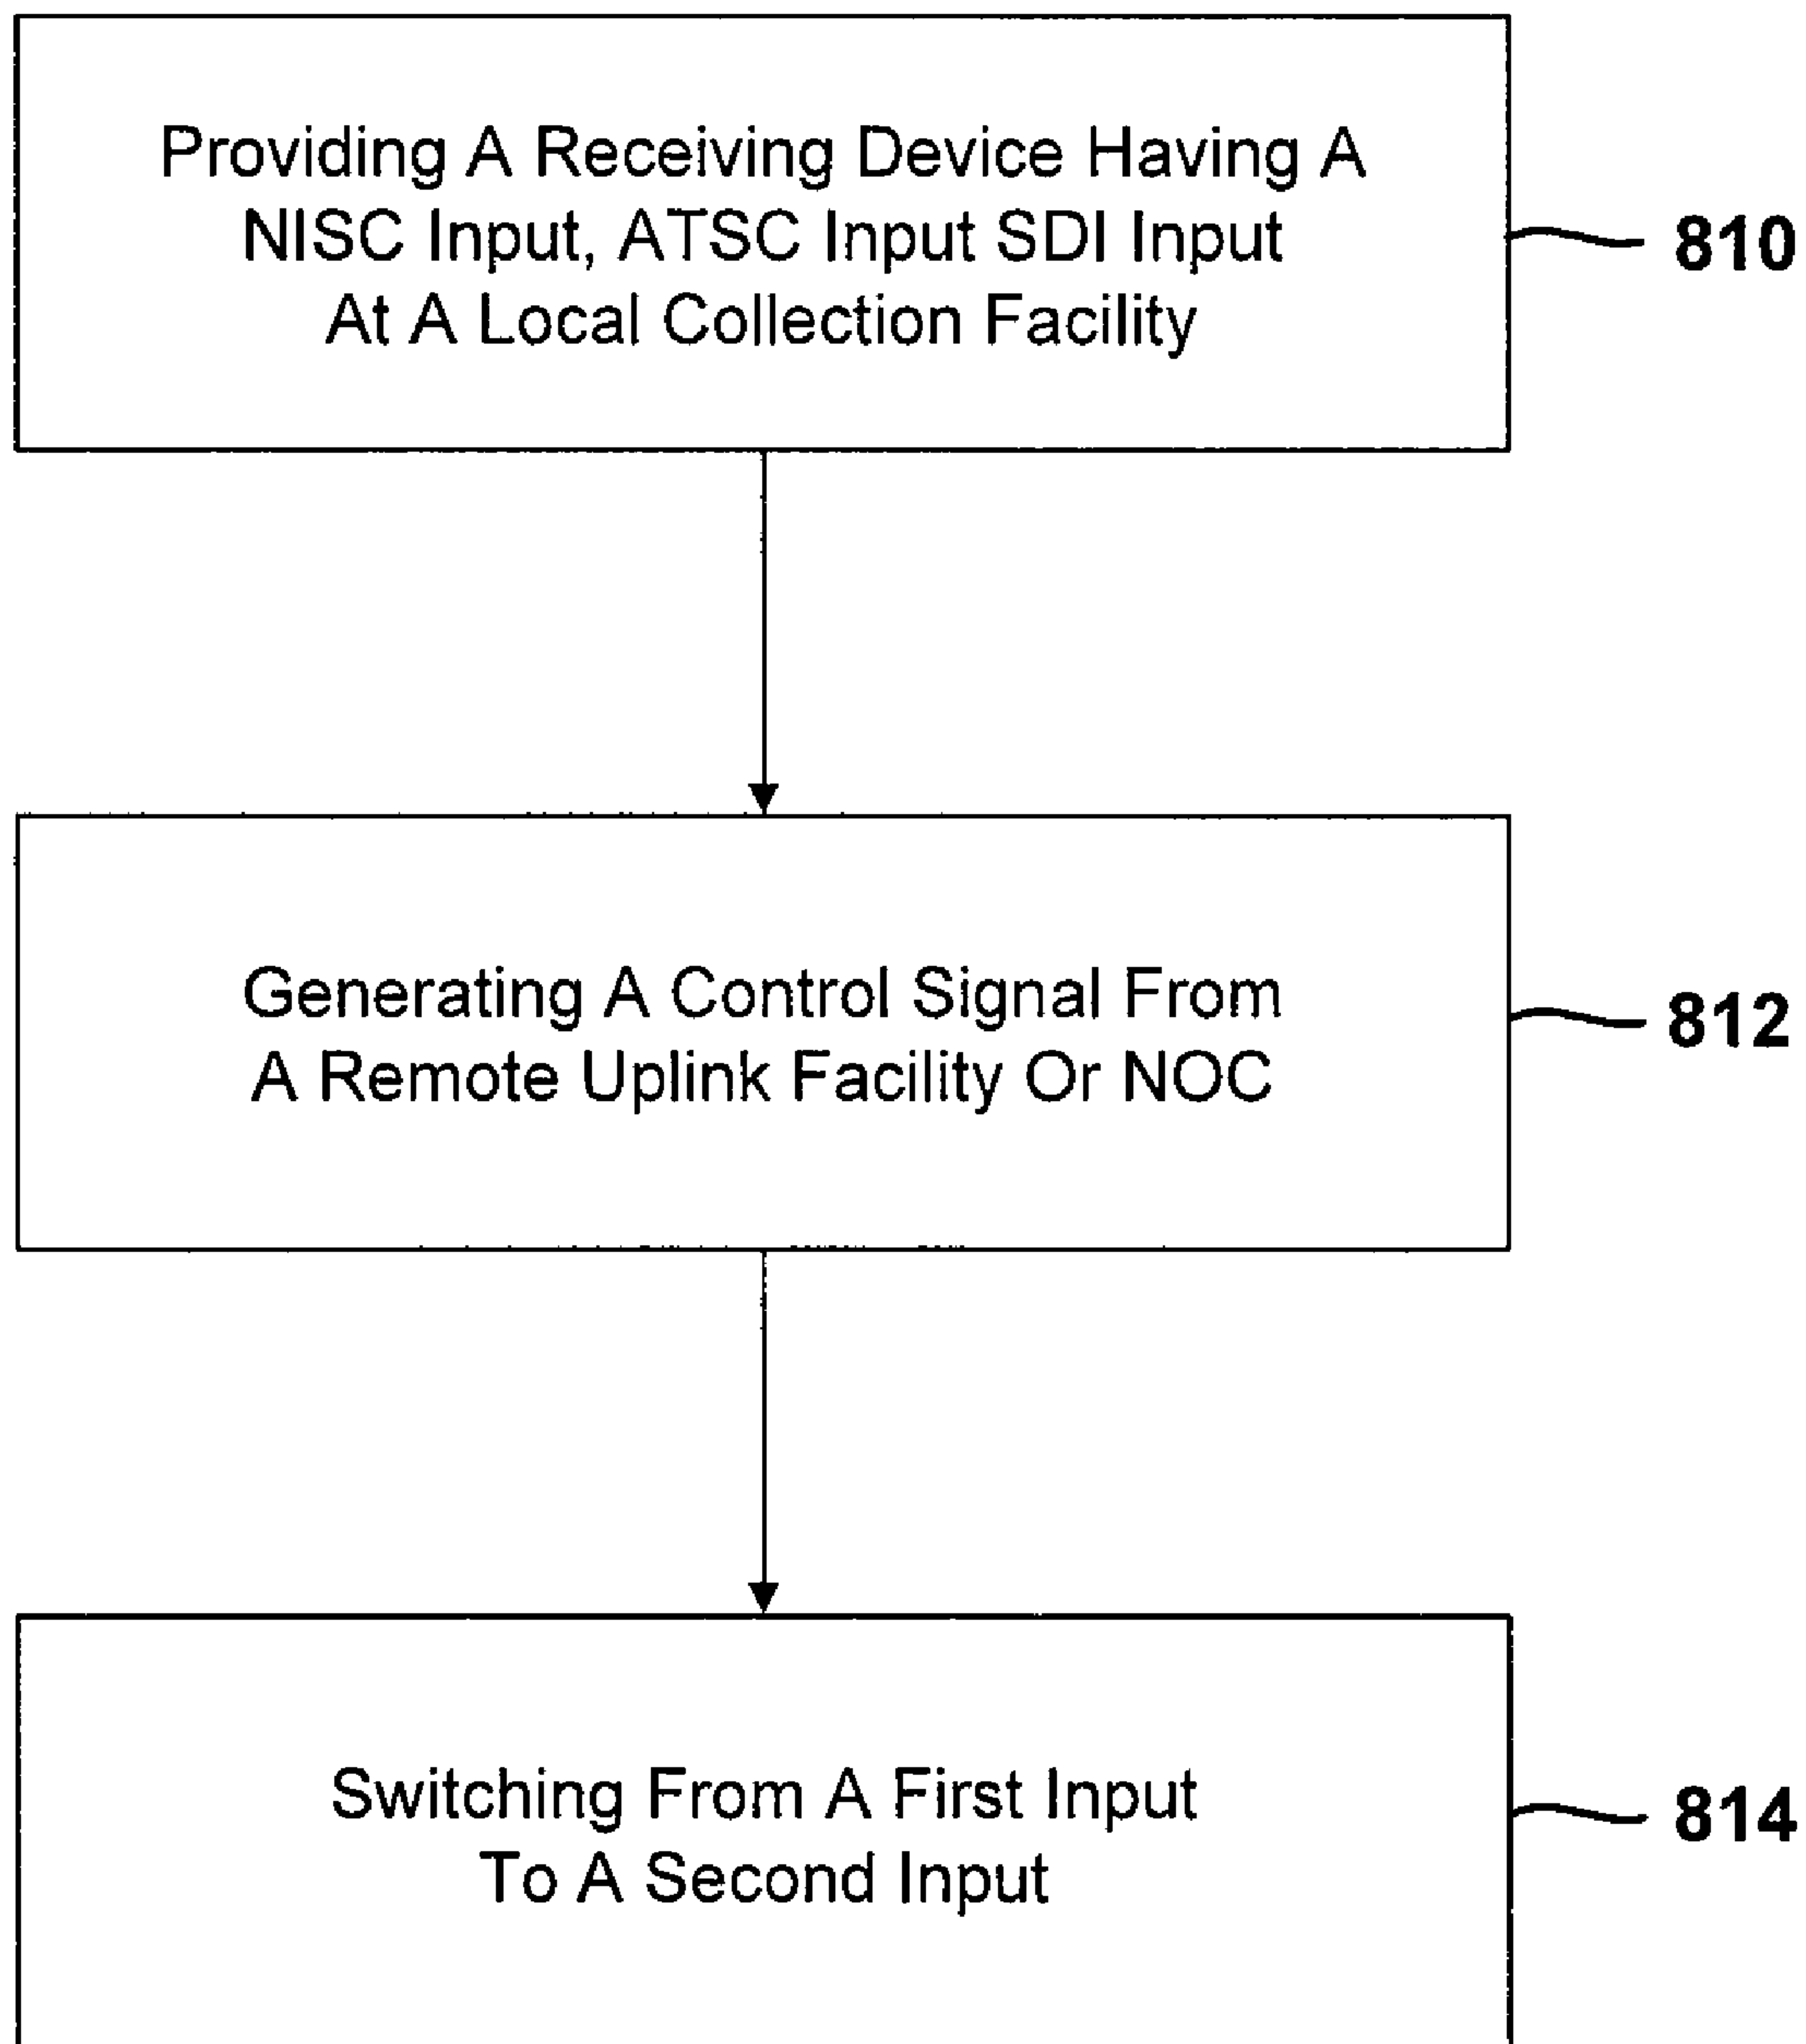 Providing A Receiving Device Having A
NISC Input, ATSC Input SDI Input
At A Local Collection Facility
810
Generating A Control Signal From
A Remote Uplink Facility Or NOC
812
Switching From A First Input
To A Second Input
814